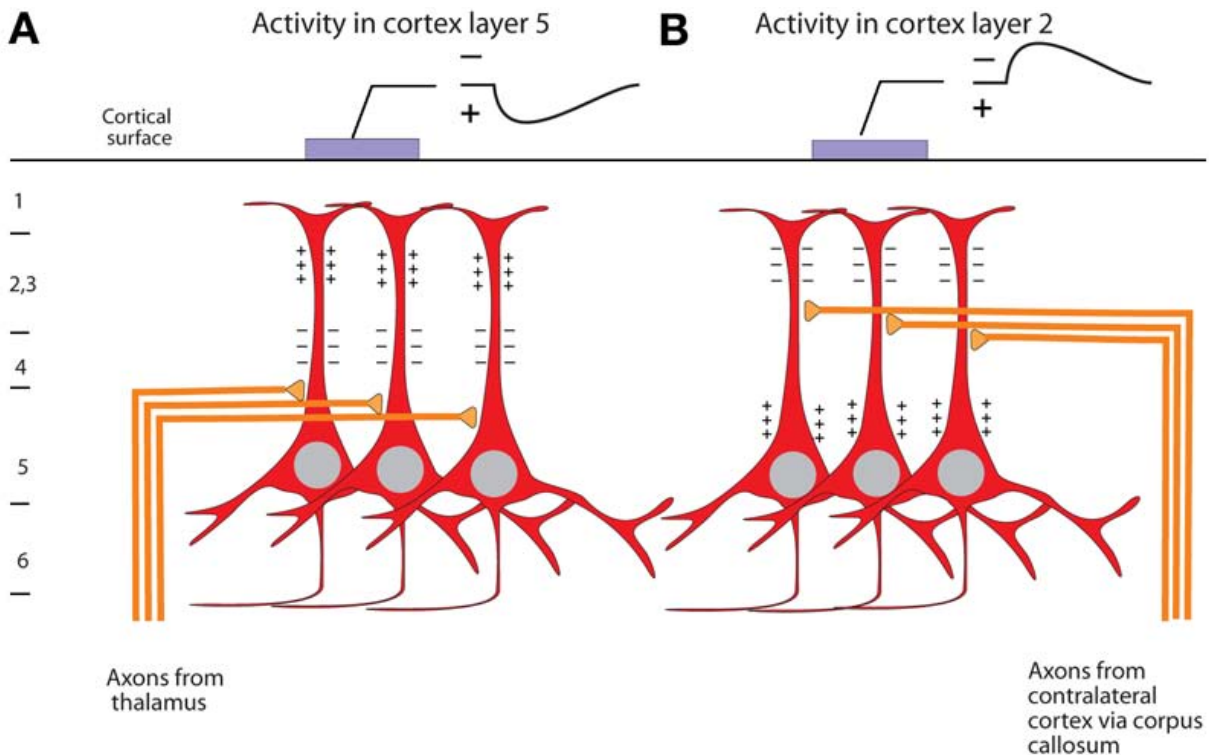 A
Activity in cortex layer 5
B
Activity in cortex layer 2
−
+
−
+
Cortical
surface
1
2,3
4
5
6
+ + + + + +
+ + + + + +
+ + + + + +
− − − − − −
− − − − − −
− − − − − −
− − − − − −
− − − − − −
− − − − − −
+ + + + + +
+ + + + + +
+ + + + + +
Axons from
thalamus
Axons from
contralateral
cortex via corpus
callosum